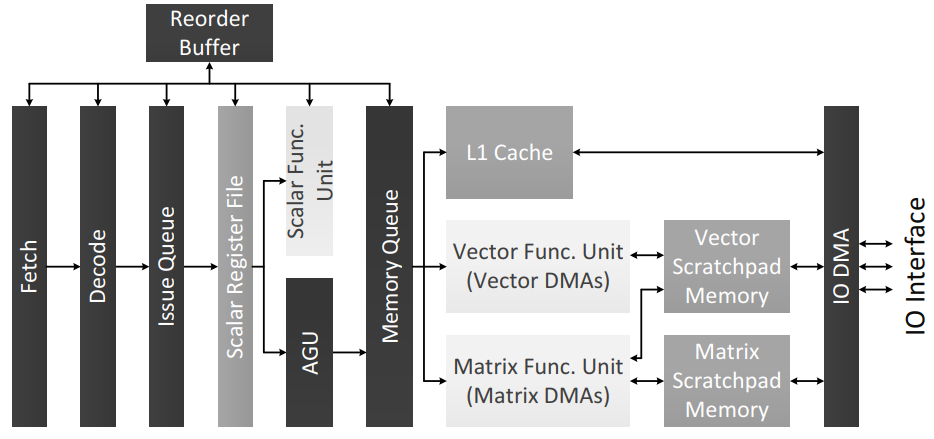 Reorder
Buffer
Fetch
Decode
Issue Queue
Scalar Register File
Scalar Func.
Unit
AGU
Memory Queue
L1 Cache
Vector Func. Unit
(Vector DMAs)
Vector
Scratchpad
Memory
Matrix Func. Unit
(Matrix DMAs)
Matrix
Scratchpad
Memory
IO DMA
IO Interface